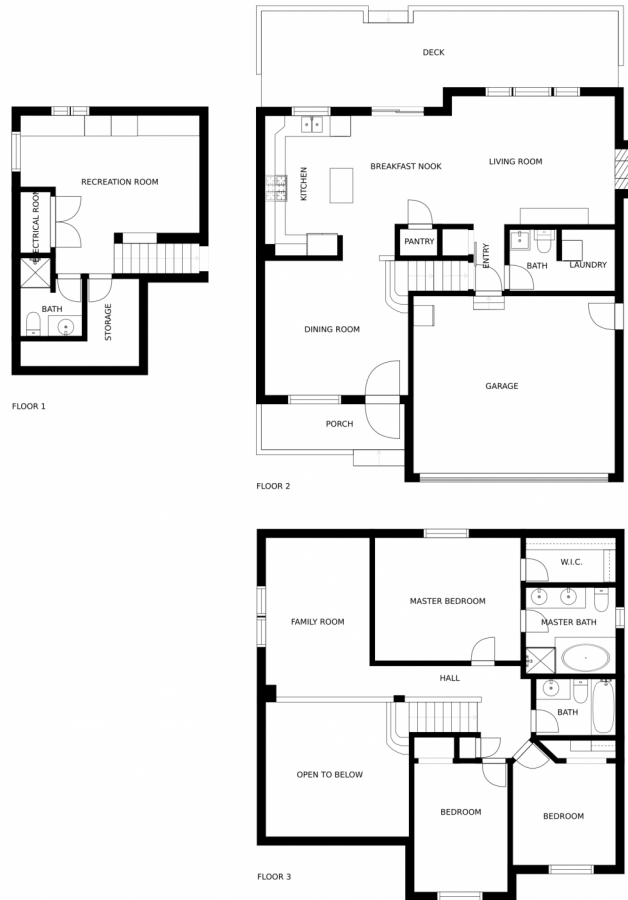 DECK
RECREATION ROOM
ELECTRICAL ROOM
BATH
STORAGE
FLOOR 1
KITCHEN
BREAKFAST NOOK
LIVING ROOM
PANTRY
ENTRY
BATH
LAUNDRY
DINING ROOM
GARAGE
PORCH
FLOOR 2
W.I.C.
MASTER BEDROOM
FAMILY ROOM
MASTER BATH
HALL
BATH
OPEN TO BELOW
BEDROOM
BEDROOM
FLOOR 3